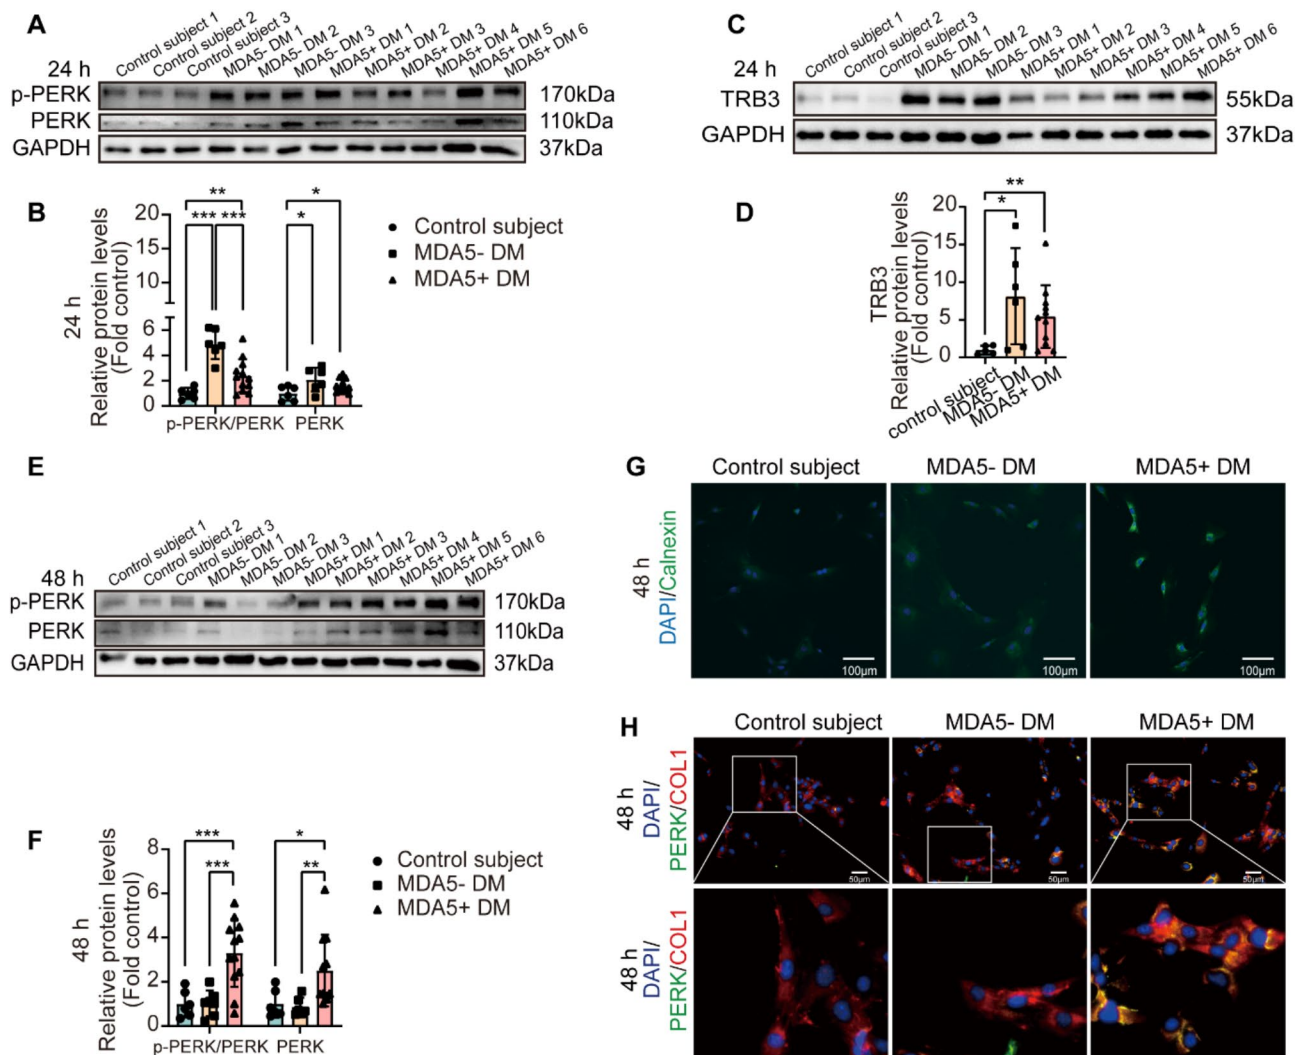 A
Control subject 1
Control subject 2
Control subject 3
MDA5- DM 1
MDA5- DM 2
MDA5- DM 3
MDA5+ DM 1
MDA5+ DM 2
MDA5+ DM 3
MDA5+ DM 4
MDA5+ DM 5
MDA5+ DM 6
24 h
p-PERK 170kDa
PERK 110kDa
GAPDH 37kDa
B
24 h
Relative protein levels
(Fold control)
20
15
10
6
4
2
0
** *
*** *** *
p-PERK/PERK PERK
Control subject
MDA5- DM
MDA5+ DM
C
Control subject 1
Control subject 2
Control subject 3
MDA5- DM 1
MDA5- DM 2
MDA5- DM 3
MDA5+ DM 1
MDA5+ DM 2
MDA5+ DM 3
MDA5+ DM 4
MDA5+ DM 5
MDA5+ DM 6
24 h
TRB3 55kDa
GAPDH 37kDa
D
TRB3
Relative protein levels
(Fold control)
20
15
10
5
0
**
*
control subject
MDA5- DM
MDA5+ DM
E
Control subject 1
Control subject 2
Control subject 3
MDA5- DM 1
MDA5- DM 2
MDA5- DM 3
MDA5+ DM 1
MDA5+ DM 2
MDA5+ DM 3
MDA5+ DM 4
MDA5+ DM 5
MDA5+ DM 6
48 h
p-PERK 170kDa
PERK 110kDa
GAPDH 37kDa
F
48 h
Relative protein levels
(Fold control)
8
6
4
2
0
*** *
*** **
p-PERK/PERK PERK
Control subject
MDA5- DM
MDA5+ DM
G
Control subject MDA5- DM MDA5+ DM
48 h
DAPI/Calnexin
100μm 100μm 100μm
H
Control subject MDA5- DM MDA5+ DM
48 h
DAPI/
PERK/COL1
50μm 50μm 50μm
48 h
DAPI/
PERK/COL1